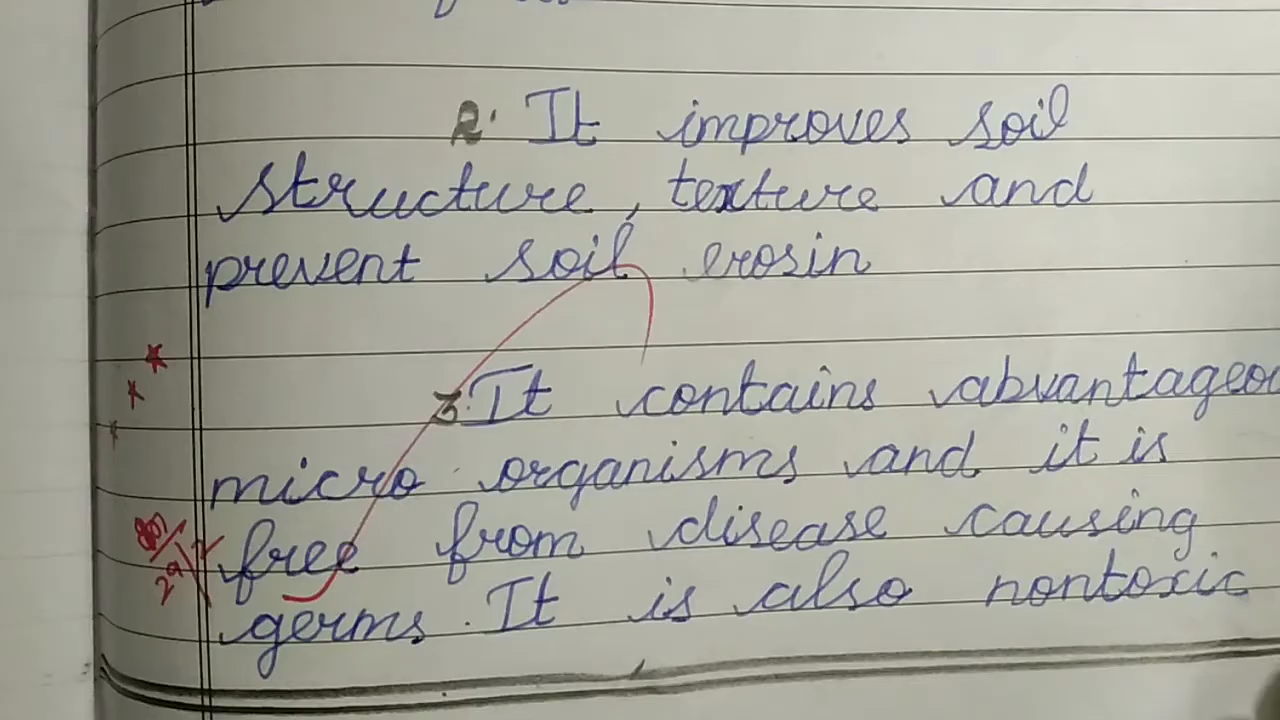 2. It improves soil
structure, texture and
prevent soil erosin
3. It contains abvantageou
micro organisms and it is
free from disease causing
germs. It is also nontoxic